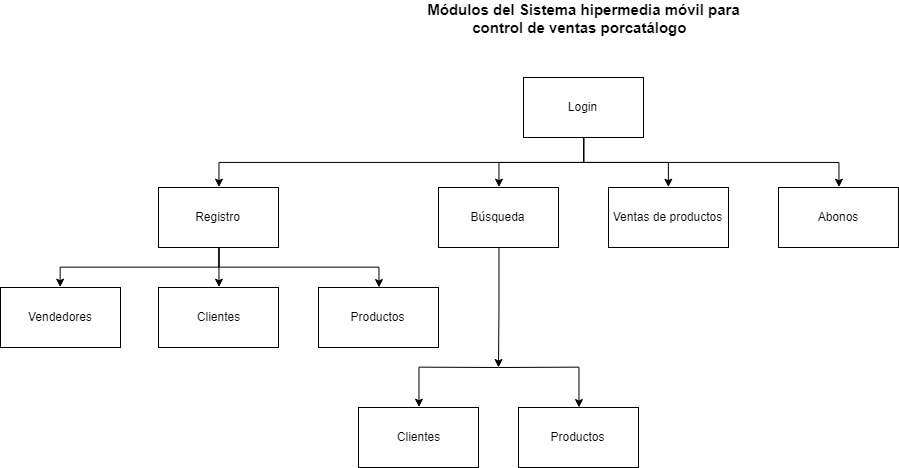 Módulos del Sistema hipermedia móvil para
control de ventas porcatálogo
Login
Registro
Búsqueda
Ventas de productos
Abonos
Vendedores
Clientes
Productos
Clientes
Productos